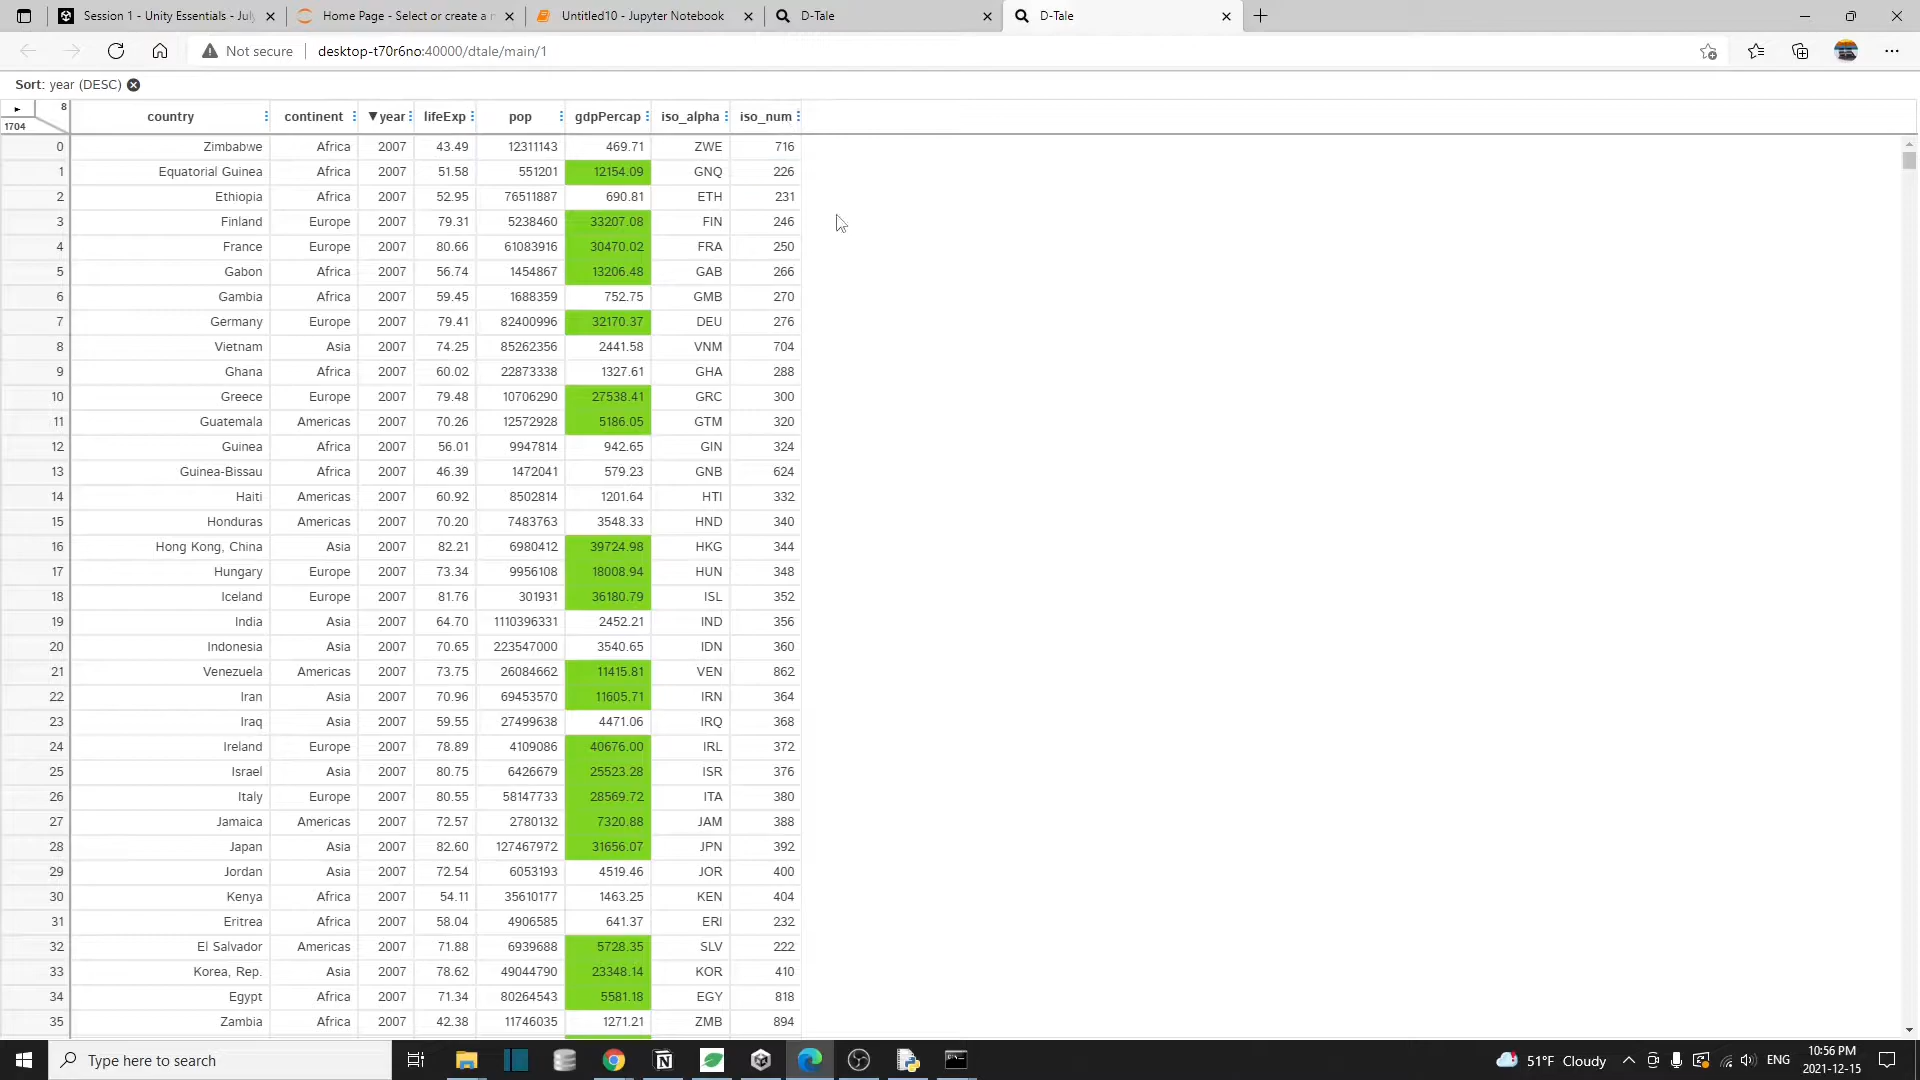 Session 1 - Unity Essentials - July
Home Page - Select or create a n
Untitled10 - Jupyter Notebook
D-Tale
D-Tale
Not secure desktop-t70r6no:40000/dtale/main/1
Sort: year (DESC)
8 1704 country continent ▼year lifeExp pop gdpPercap iso_alpha iso_num
0 Zimbabwe Africa 2007 43.49 12311143 469.71 ZWE 716
1 Equatorial Guinea Africa 2007 51.58 551201 12154.09 GNQ 226
2 Ethiopia Africa 2007 52.95 76511887 690.81 ETH 231
3 Finland Europe 2007 79.31 5238460 33207.08 FIN 246
4 France Europe 2007 80.66 61083916 30470.02 FRA 250
5 Gabon Africa 2007 56.74 1454867 13206.48 GAB 266
6 Gambia Africa 2007 59.45 1688359 752.75 GMB 270
7 Germany Europe 2007 79.41 82400996 32170.37 DEU 276
8 Vietnam Asia 2007 74.25 85262356 2441.58 VNM 704
9 Ghana Africa 2007 60.02 22873338 1327.61 GHA 288
10 Greece Europe 2007 79.48 10706290 27538.41 GRC 300
11 Guatemala Americas 2007 70.26 12572928 5186.05 GTM 320
12 Guinea Africa 2007 56.01 9947814 942.65 GIN 324
13 Guinea-Bissau Africa 2007 46.39 1472041 579.23 GNB 624
14 Haiti Americas 2007 60.92 8502814 1201.64 HTI 332
15 Honduras Americas 2007 70.20 7483763 3548.33 HND 340
16 Hong Kong, China Asia 2007 82.21 6980412 39724.98 HKG 344
17 Hungary Europe 2007 73.34 9956108 18008.94 HUN 348
18 Iceland Europe 2007 81.76 301931 36180.79 ISL 352
19 India Asia 2007 64.70 1110396331 2452.21 IND 356
20 Indonesia Asia 2007 70.65 223547000 3540.65 IDN 360
21 Venezuela Americas 2007 73.75 26084662 11415.81 VEN 862
22 Iran Asia 2007 70.96 69453570 11605.71 IRN 364
23 Iraq Asia 2007 59.55 27499638 4471.06 IRQ 368
24 Ireland Europe 2007 78.89 4109086 40676.00 IRL 372
25 Israel Asia 2007 80.75 6426679 25523.28 ISR 376
26 Italy Europe 2007 80.55 58147733 28569.72 ITA 380
27 Jamaica Americas 2007 72.57 2780132 7320.88 JAM 388
28 Japan Asia 2007 82.60 127467972 31656.07 JPN 392
29 Jordan Asia 2007 72.54 6053193 4519.46 JOR 400
30 Kenya Africa 2007 54.11 35610177 1463.25 KEN 404
31 Eritrea Africa 2007 58.04 4906585 641.37 ERI 232
32 El Salvador Americas 2007 71.88 6939688 5728.35 SLV 222
33 Korea, Rep. Asia 2007 78.62 49044790 23348.14 KOR 410
34 Egypt Africa 2007 71.34 80264543 5581.18 EGY 818
35 Zambia Africa 2007 42.38 11746035 1271.21 ZMB 894
Type here to search
51°F Cloudy
ENG
10:56 PM
2021-12-15